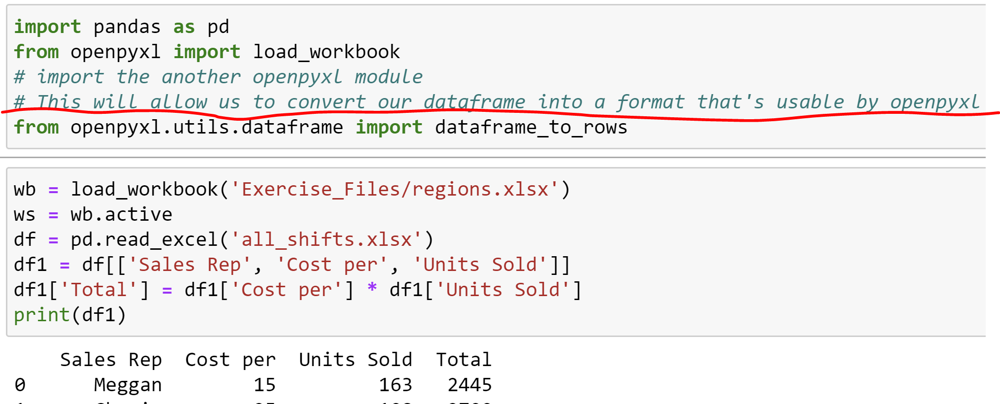 import pandas as pd
from openpyxl import load_workbook
# import the another openpyxl module
# This will allow us to convert our dataframe into a format that's usable by openpyxl
from openpyxl.utils.dataframe import dataframe_to_rows
wb = load_workbook('Exercise_Files/regions.xlsx')
ws = wb.active
df = pd.read_excel('all_shifts.xlsx')
df1 = df[['Sales Rep', 'Cost per', 'Units Sold']]
df1['Total'] = df1['Cost per'] * df1['Units Sold']
print(df1)
Sales Rep Cost per Units Sold Total
0 Meggan 15 163 2445